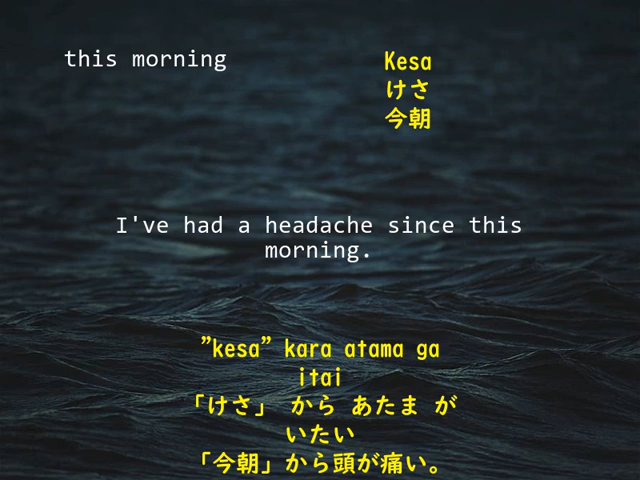 this morning
Kesa
けさ
今朝
I've had a headache since this
morning.
”kesa” kara atama ga
itai
「けさ」 から あたま が
いたい
「今朝」から頭が痛い。